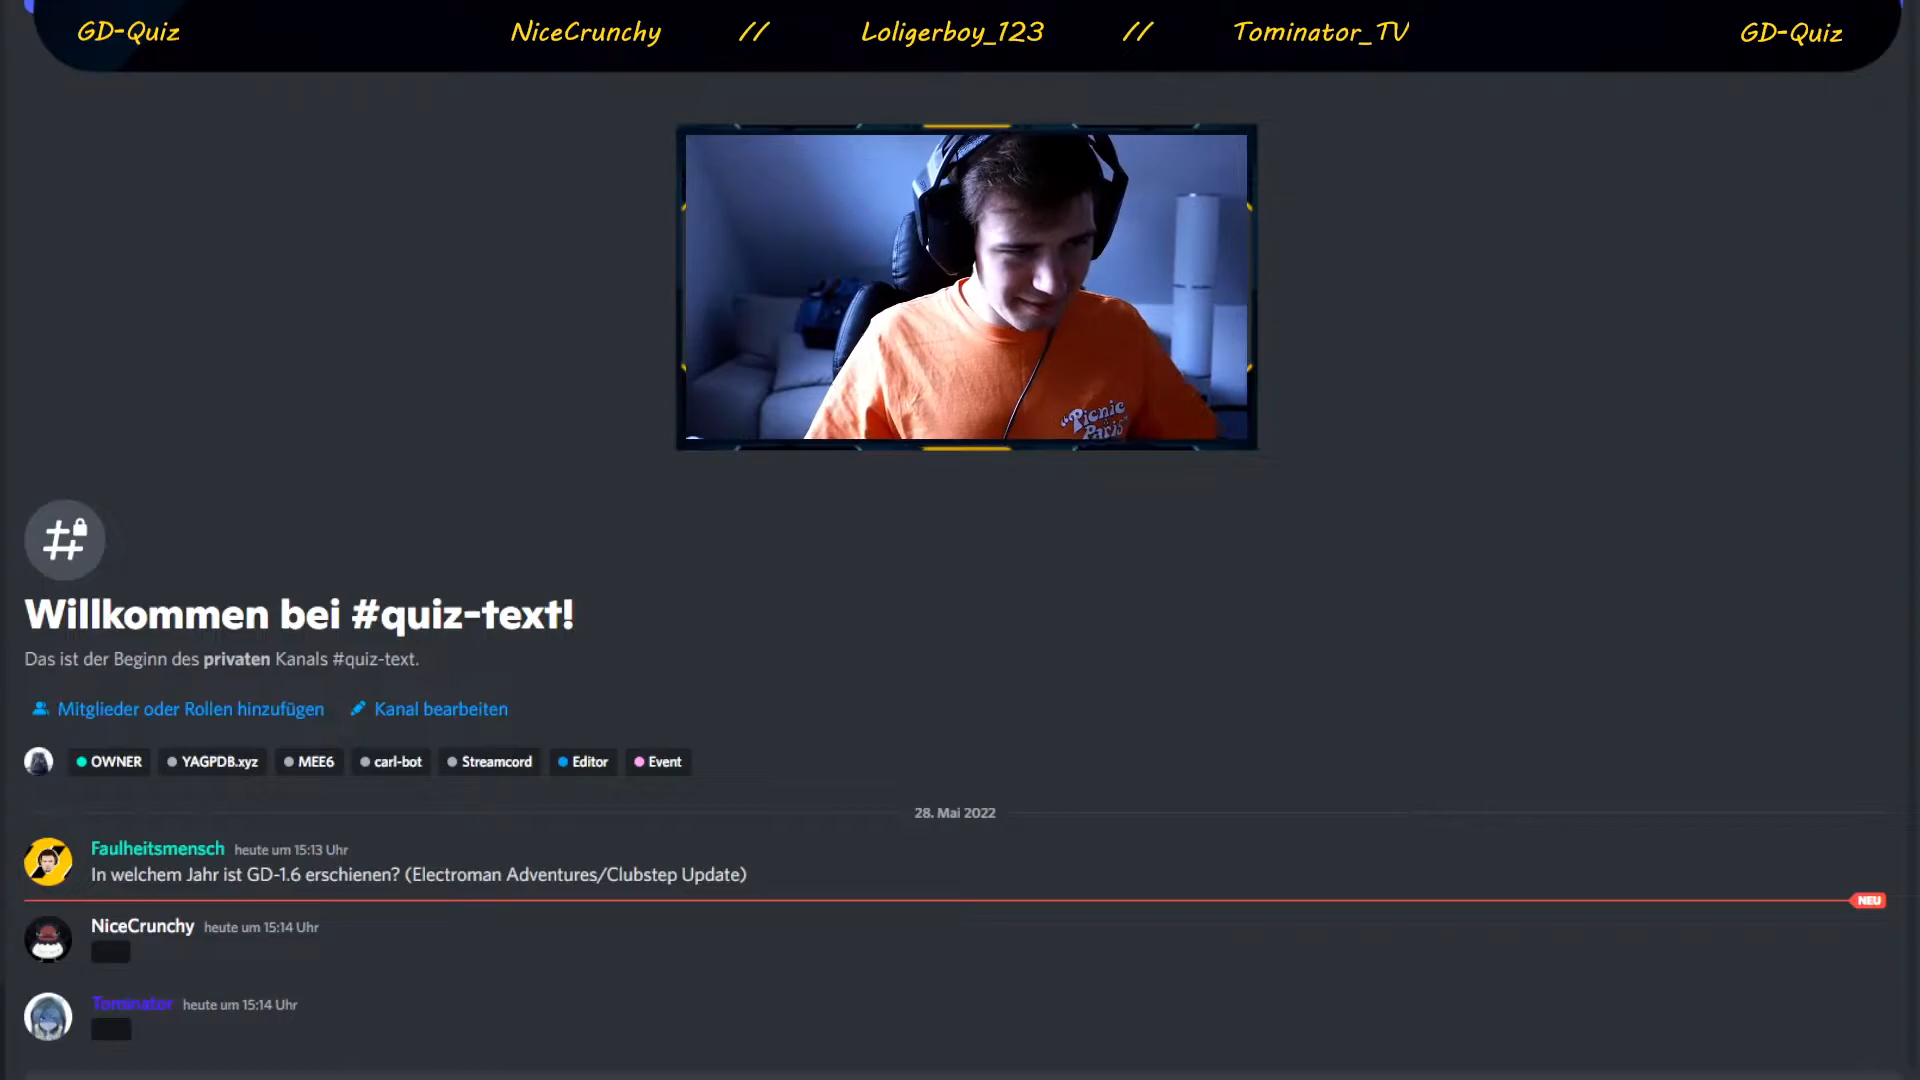 GD-Quiz NiceCrunchy // Loligerboy_123 // Tominator_TV GD-Quiz
"Picnic
Paris"
Willkommen bei #quiz-text!
Das ist der Beginn des privaten Kanals #quiz-text.
Mitglieder oder Rollen hinzufügen Kanal bearbeiten
OWNER YAGPDB.xyz MEE6 carl-bot Streamcord Editor Event
28. Mai 2022
Faulheitsmensch heute um 15:13 Uhr
In welchem Jahr ist GD-1.6 erschienen? (Electroman Adventures/Clubstep Update)
NEU
NiceCrunchy heute um 15:14 Uhr
Tominator heute um 15:14 Uhr